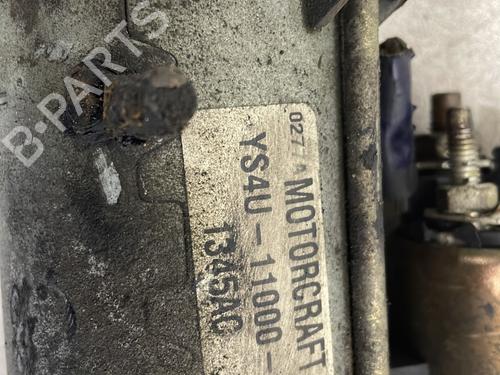 B-PARTS
027 MOTORCRAFT
YS4U-11000-
1345AC